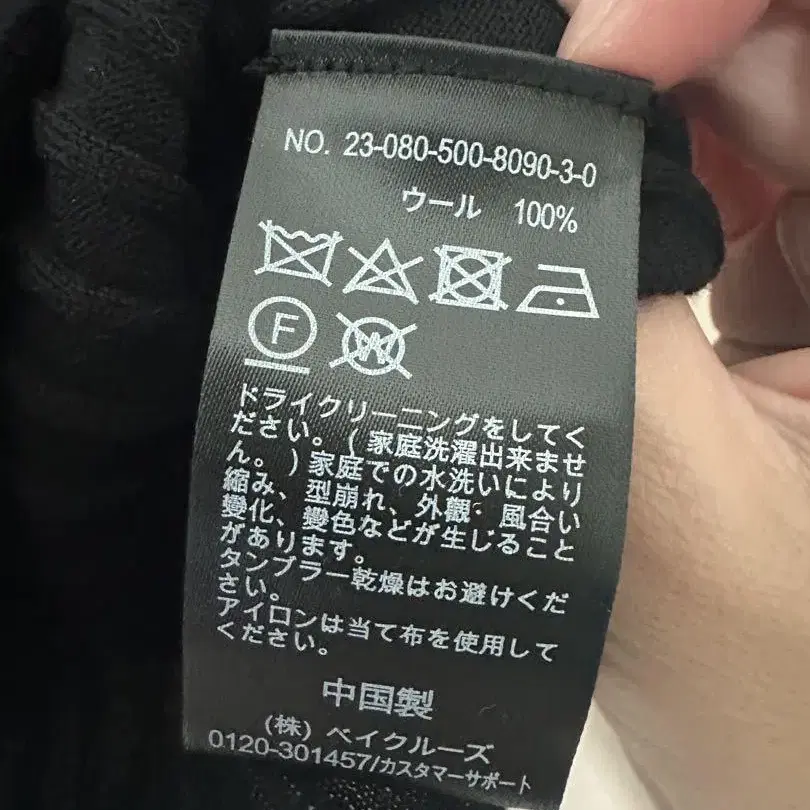 NO. 23-080-500-8090-3-0
ウール 100%
F
W
ドライクリーニングをしてく
ださい。(家庭洗濯出来ませ
ん。)家庭での水洗いにより
縮み、型崩れ、外觀、風合い
變化、變色などが生じること
があります。
タンブラー乾燥はお避けくだ
さい。
アイロンは当て布を使用して
ください。
中国製
(株)ベイクルーズ
0120-301457/カスタマーサポート